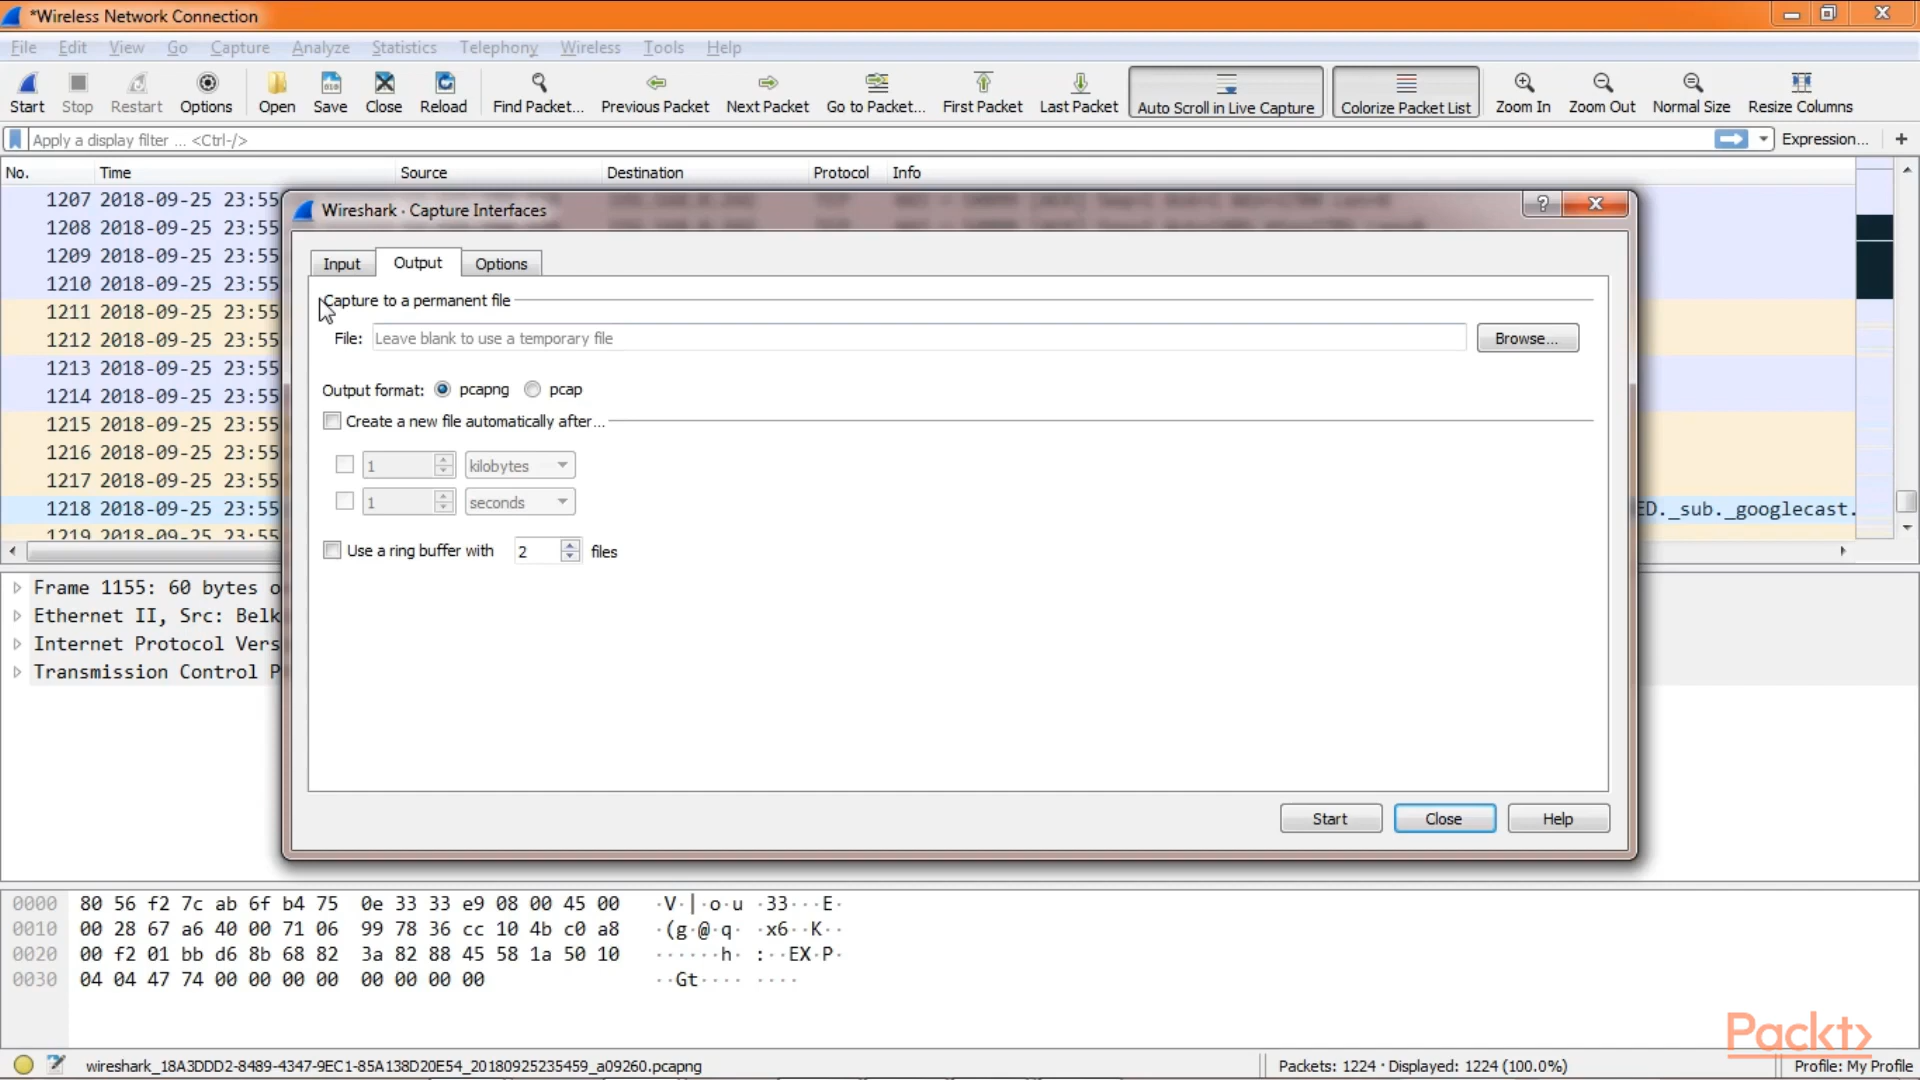 *Wireless Network Connection
File Edit View Go Capture Analyze Statistics Telephony Wireless Tools Help
Start Stop Restart Options Open Save Close Reload Find Packet... Previous Packet Next Packet Go to Packet... First Packet Last Packet Auto Scroll in Live Capture Colorize Packet List Zoom In Zoom Out Normal Size Resize Columns
Apply a display filter ... <Ctrl-/> Expression... +
No. Time Source Destination Protocol Info
1207 2018-09-25 23:55
1208 2018-09-25 23:55
1209 2018-09-25 23:55
1210 2018-09-25 23:55
1211 2018-09-25 23:55
1212 2018-09-25 23:55
1213 2018-09-25 23:55
1214 2018-09-25 23:55
1215 2018-09-25 23:55
1216 2018-09-25 23:55
1217 2018-09-25 23:55
1218 2018-09-25 23:55 ED._sub._googlecast.
1219 2018-09-25 23:55
Wireshark · Capture Interfaces
Input Output Options
Capture to a permanent file
File: Leave blank to use a temporary file Browse...
Output format: pcapng pcap
Create a new file automatically after...
1 kilobytes
1 seconds
Use a ring buffer with 2 files
Start Close Help
Frame 1155: 60 bytes o
Ethernet II, Src: Belk
Internet Protocol Vers
Transmission Control P
0000 80 56 f2 7c ab 6f b4 75 0e 33 33 e9 08 00 45 00 ·V·|·o·u ·33···E·
0010 00 28 67 a6 40 00 71 06 99 78 36 cc 10 4b c0 a8 ·(g·@·q· ·x6··K··
0020 00 f2 01 bb d6 8b 68 82 3a 82 88 45 58 1a 50 10 ······h· :··EX·P·
0030 04 04 47 74 00 00 00 00 00 00 00 00 ··Gt···· ····
Packt>
wireshark_18A3DDD2-8489-4347-9EC1-85A138D20E54_20180925235459_a09260.pcapng Packets: 1224 · Displayed: 1224 (100.0%) Profile: My Profile